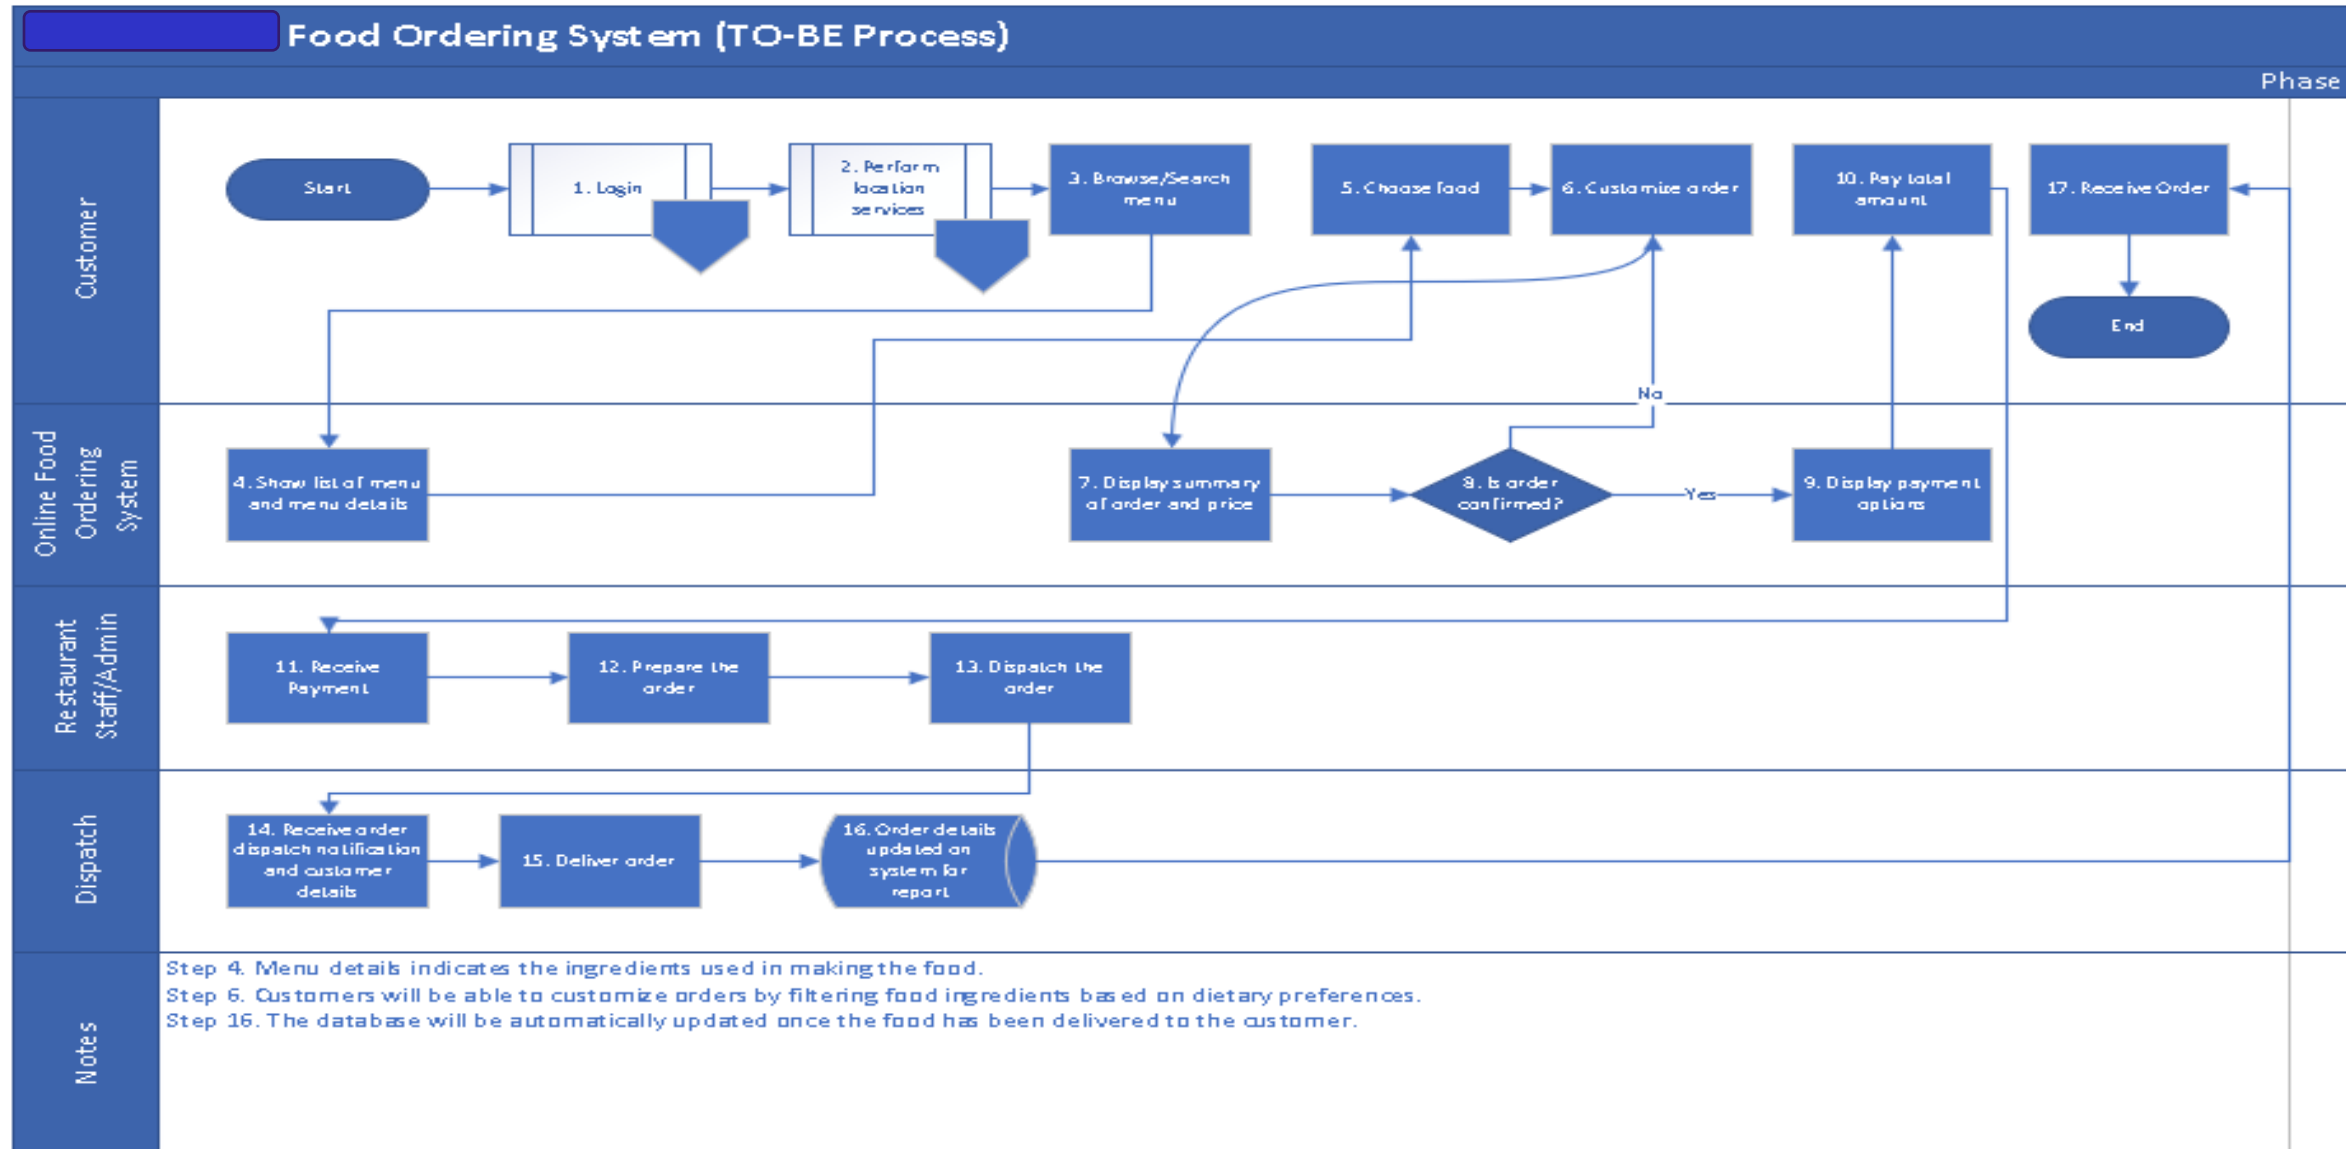 Food Ordering System (TO-BE Process)
Phase
Customer
Start
1. Login
2. Perform
location
services
3. Browse/Search
menu
5. Choose food
6. Customize order
10. Pay total
amount
17. Receive Order
End
No
Online Food
Ordering
System
4. Show list of menu
and menu details
7. Display summary
of order and price
8. Is order
confirmed?
Yes
9. Display payment
options
Restaurant
Staff/Admin
11. Receive
Payment
12. Prepare the
order
13. Dispatch the
order
Dispatch
14. Receive order
dispatch notification
and customer
details
15. Deliver order
16. Order details
updated on
system for
report
Notes
Step 4. Menu details indicates the ingredients used in making the food.
Step 6. Customers will be able to customize orders by filtering food ingredients based on dietary preferences.
Step 16. The database will be automatically updated once the food has been delivered to the customer.